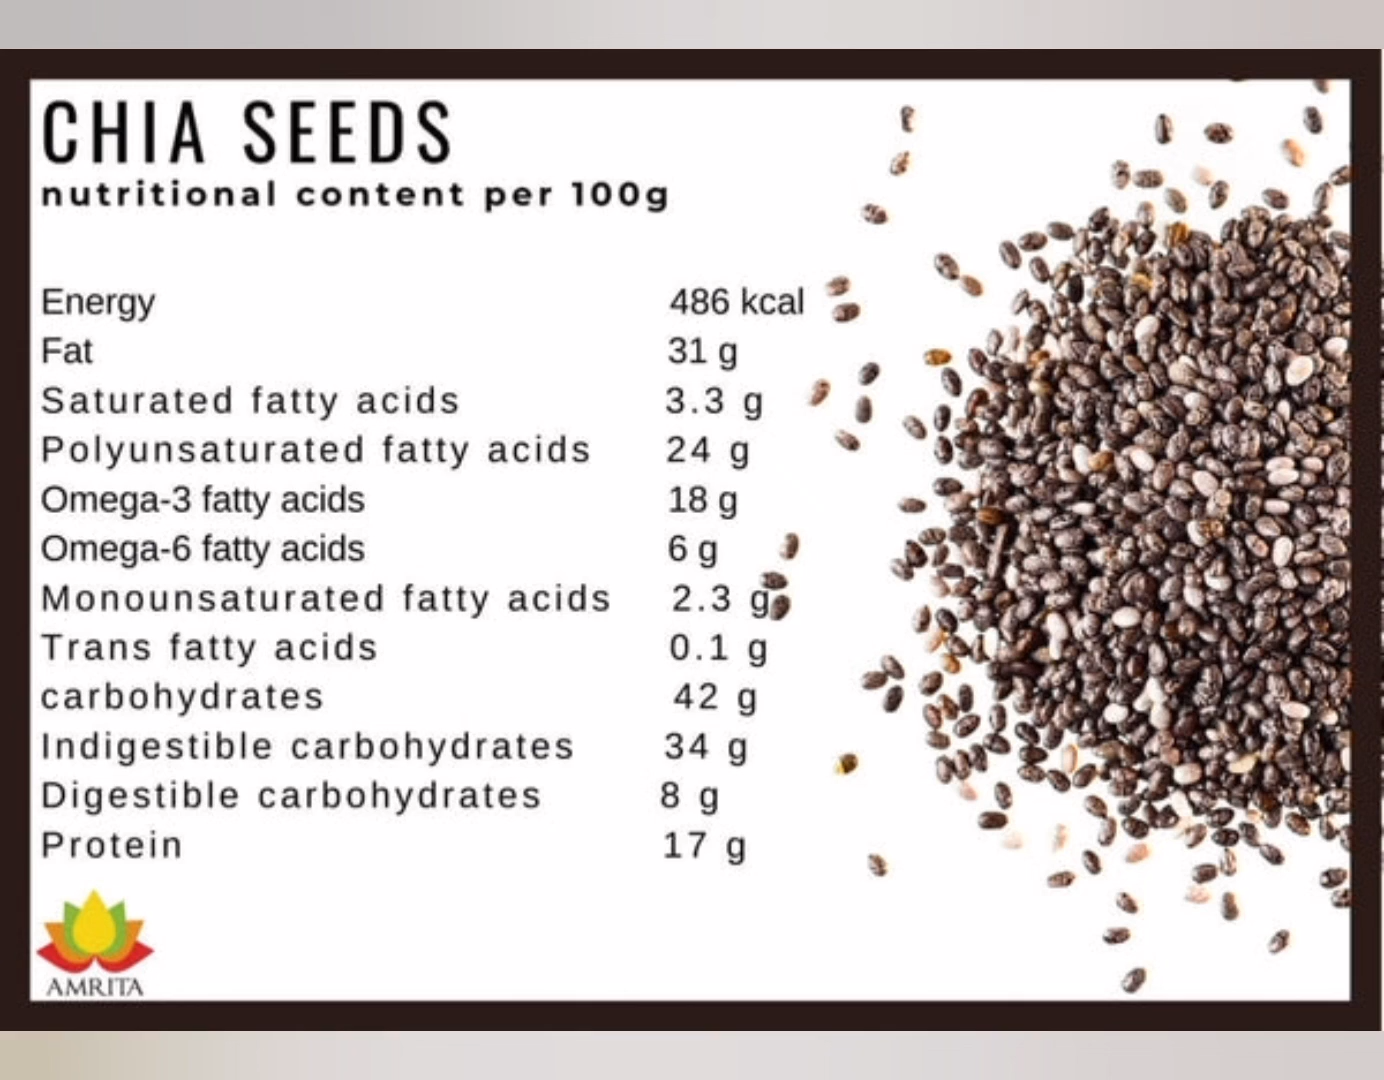 CHIA SEEDS
nutritional content per 100g
Energy 486 kcal
Fat 31 g
Saturated fatty acids 3.3 g
Polyunsaturated fatty acids 24 g
Omega-3 fatty acids 18 g
Omega-6 fatty acids 6 g
Monounsaturated fatty acids 2.3 g
Trans fatty acids 0.1 g
carbohydrates 42 g
Indigestible carbohydrates 34 g
Digestible carbohydrates 8 g
Protein 17 g
AMRITA